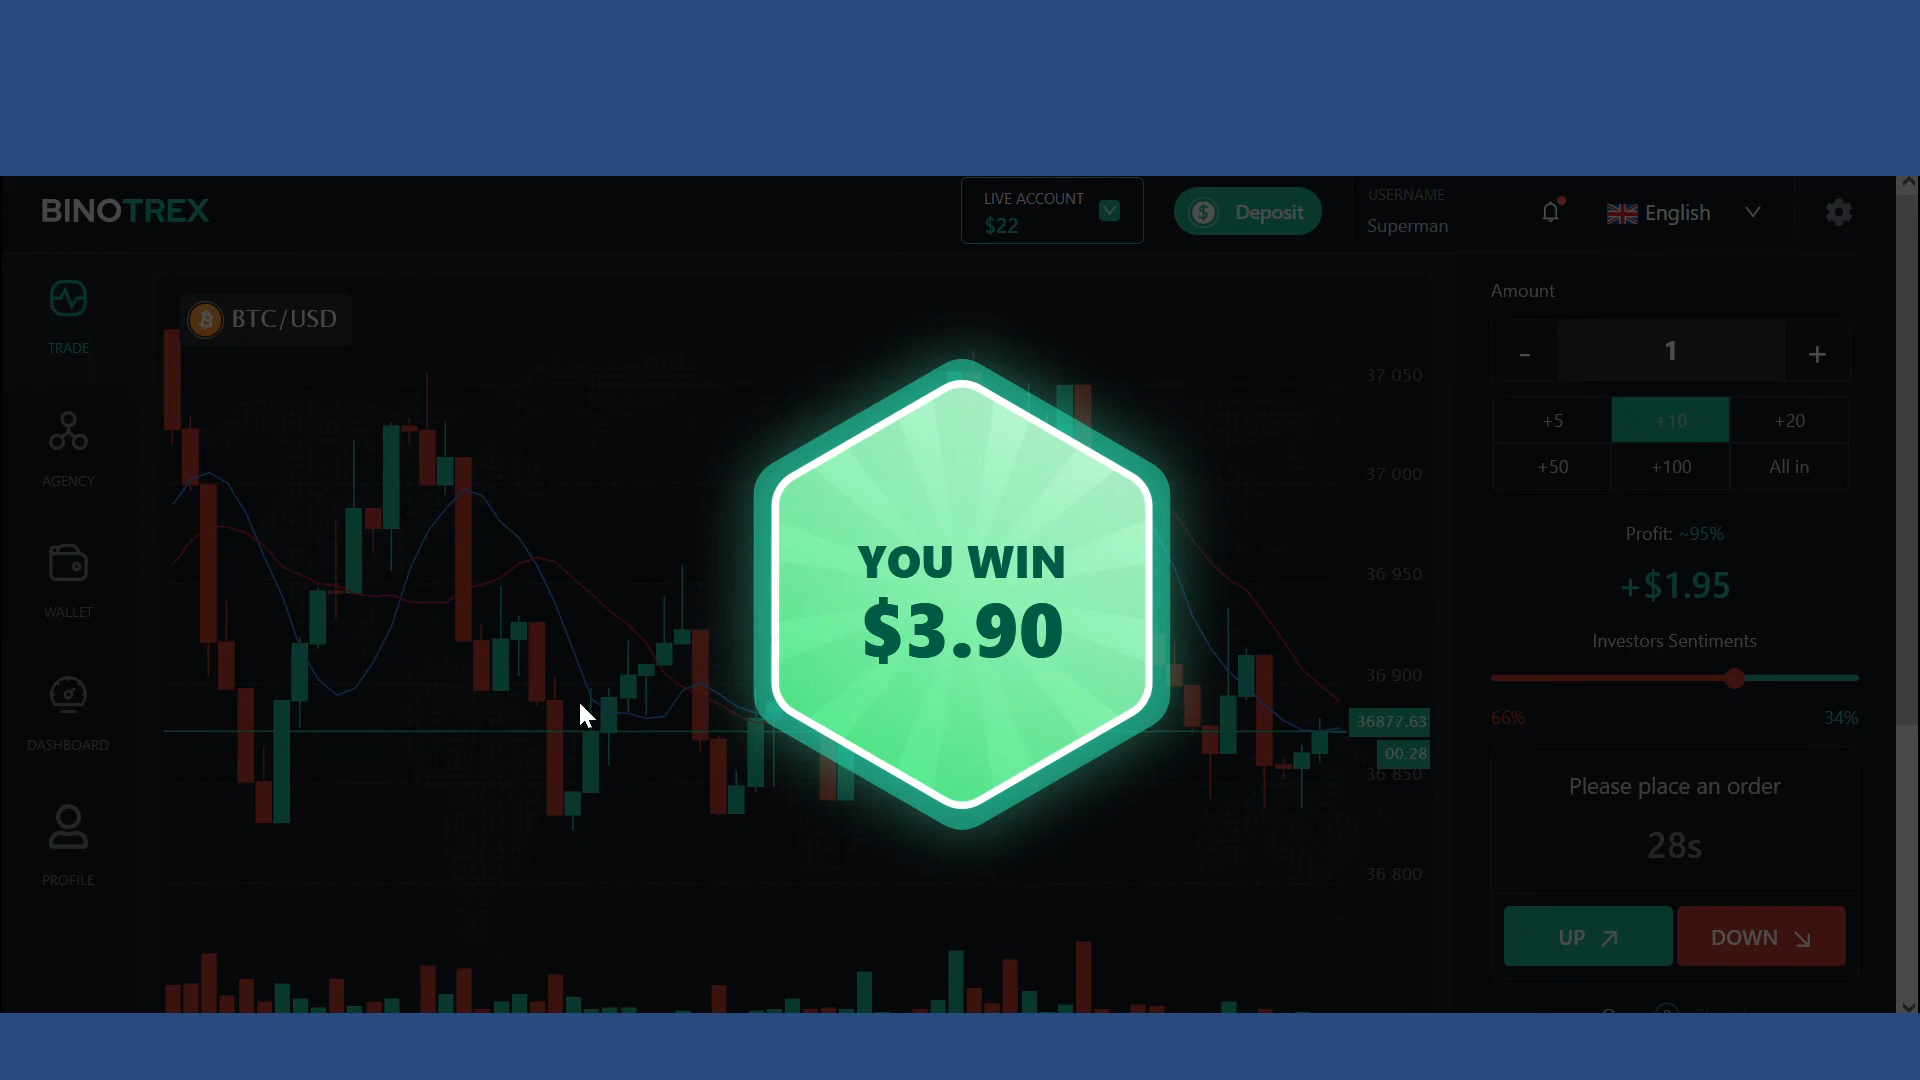 BINOTREX
LIVE ACCOUNT
$22
$ Deposit
USERNAME
Superman
English
TRADE
AGENCY
WALLET
DASHBOARD
PROFILE
BTC/USD
YOU WIN
$3.90
37 050
37 000
36 950
36 900
36877.63
00:28
36 850
36 800
Amount
- 1 +
+5 +10 +20
+50 +100 All in
Profit: ~95%
+$1.95
Investors Sentiments
66% 34%
Please place an order
28s
UP DOWN